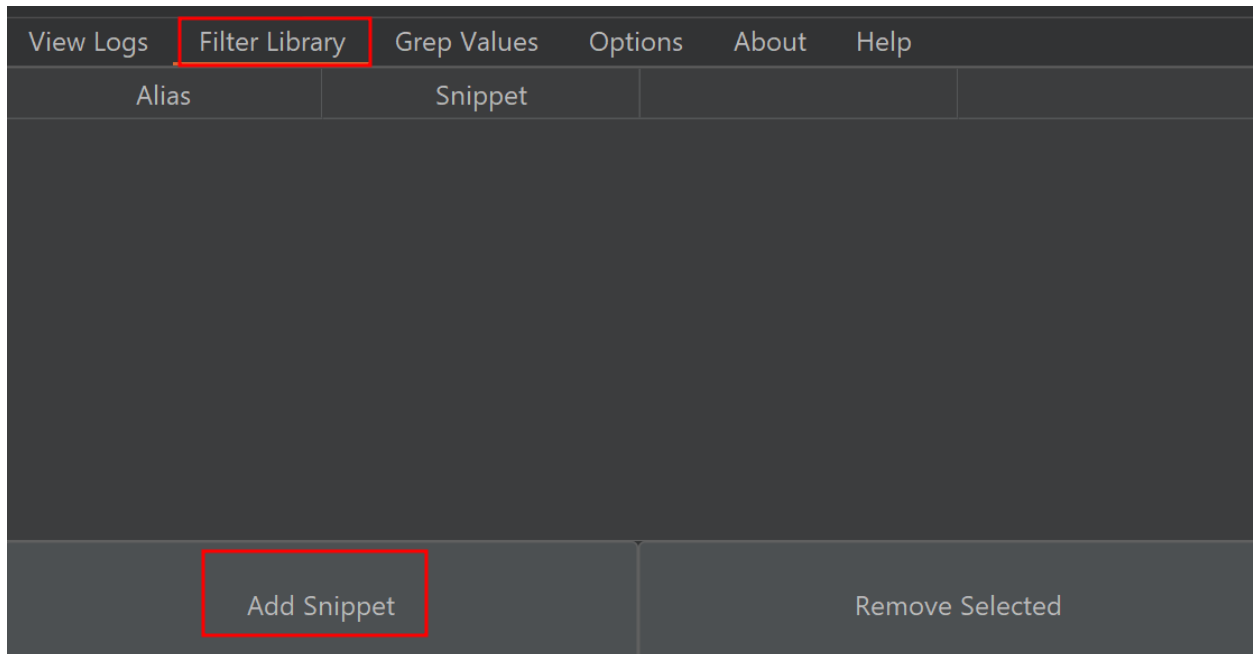 View Logs Filter Library Grep Values Options About Help
Alias Snippet
Add Snippet Remove Selected